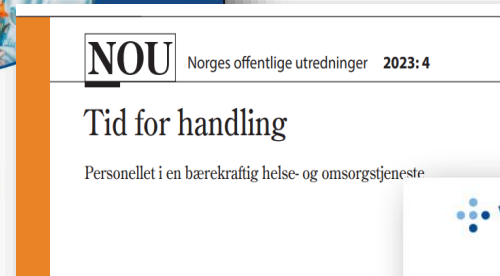 NOU Norges offentlige utredninger 2023: 4
Tid for handling
Personellet i en bærekraftig helse- og omsorgstjeneste